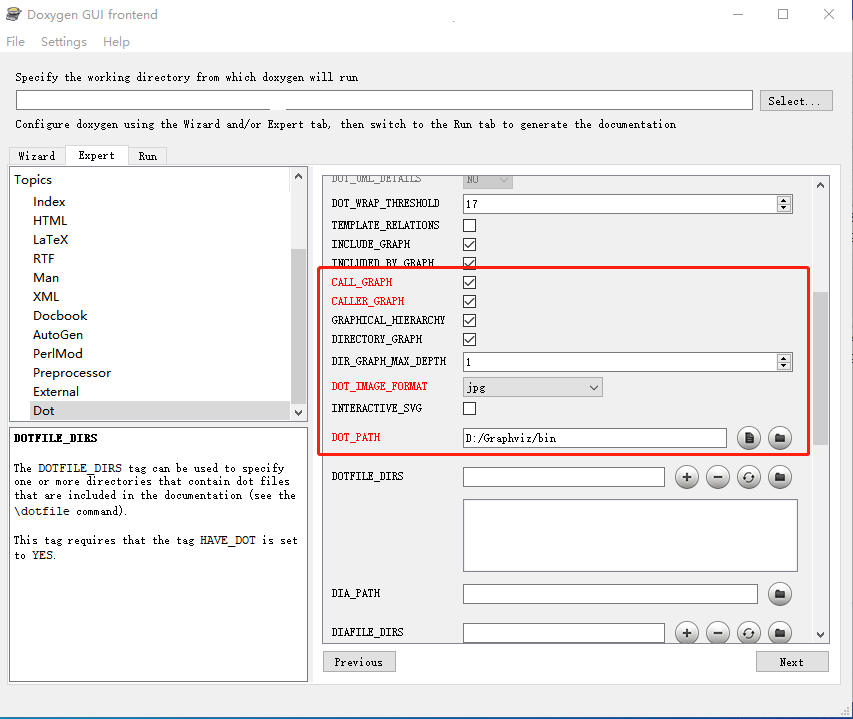 Doxygen GUI frontend
File Settings Help
Specify the working directory from which doxygen will run
Select...
Configure doxygen using the Wizard and/or Expert tab, then switch to the Run tab to generate the documentation
Wizard Expert Run
Topics
Index
HTML
LaTeX
RTF
Man
XML
Docbook
AutoGen
PerlMod
Preprocessor
External
Dot
DOTFILE_DIRS
The DOTFILE_DIRS tag can be used to specify
one or more directories that contain dot files
that are included in the documentation (see the
\dotfile command).
This tag requires that the tag HAVE_DOT is set
to YES.
DOT_UML_DETAILS NO
DOT_WRAP_THRESHOLD 17
TEMPLATE_RELATIONS
INCLUDE_GRAPH
INCLUDED_BY_GRAPH
CALL_GRAPH
CALLER_GRAPH
GRAPHICAL_HIERARCHY
DIRECTORY_GRAPH
DIR_GRAPH_MAX_DEPTH 1
DOT_IMAGE_FORMAT jpg
INTERACTIVE_SVG
DOT_PATH D:/Graphviz/bin
DOTFILE_DIRS
DIA_PATH
DIAFILE_DIRS
Previous Next